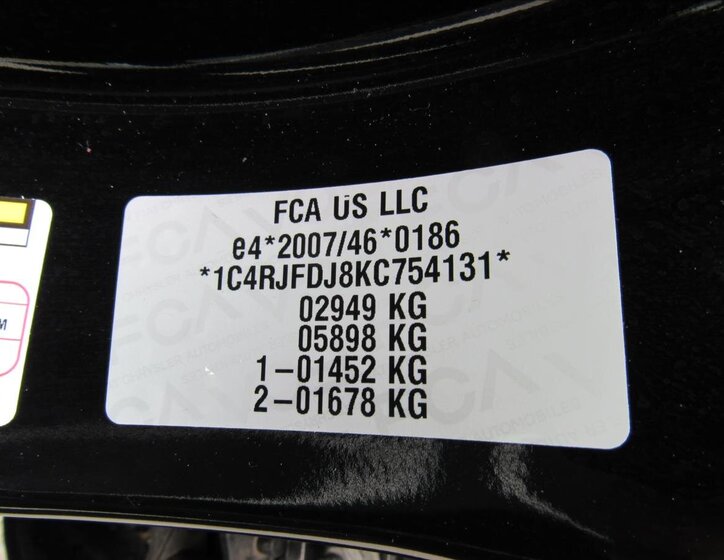 FCA US LLC
e4*2007/46*0186
*1C4RJFDJ8KC754131*
02949 KG
05898 KG
1-01452 KG
2-01678 KG
M